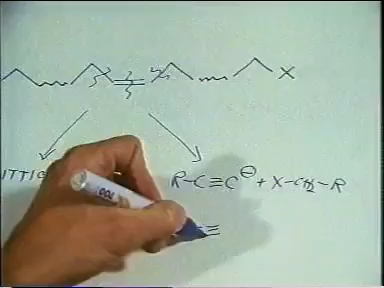 X
R-C≡C⊖ + X-CH₂-R
≡